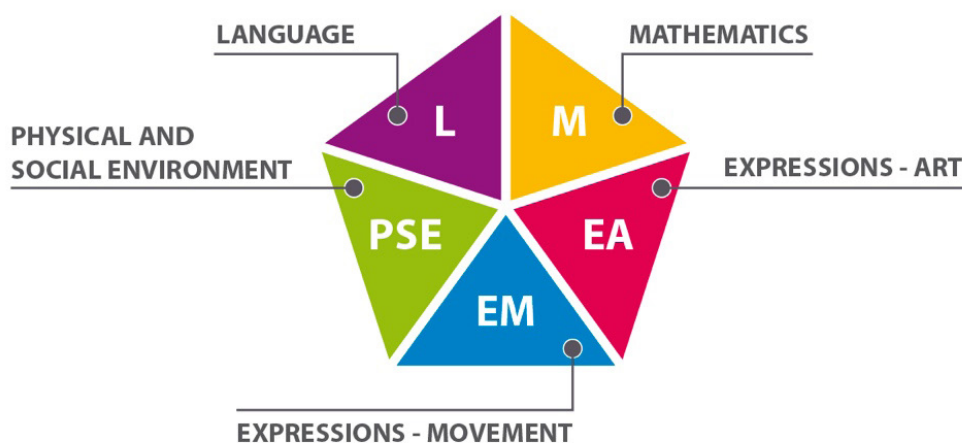 LANGUAGE
MATHEMATICS
L
M
PHYSICAL AND
SOCIAL ENVIRONMENT
EXPRESSIONS - ART
PSE
EA
EM
EXPRESSIONS - MOVEMENT